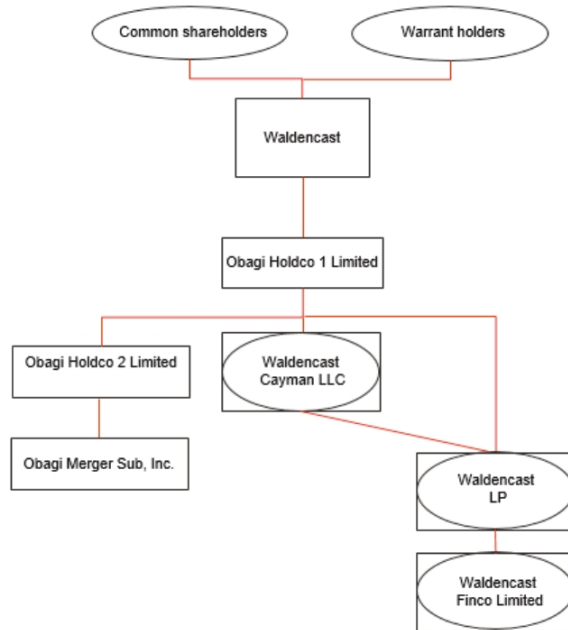 Common shareholders
Warrant holders
Waldencast
Obagi Holdco 1 Limited
Obagi Holdco 2 Limited
Waldencast
Cayman LLC
Obagi Merger Sub, Inc.
Waldencast
LP
Waldencast
Finco Limited